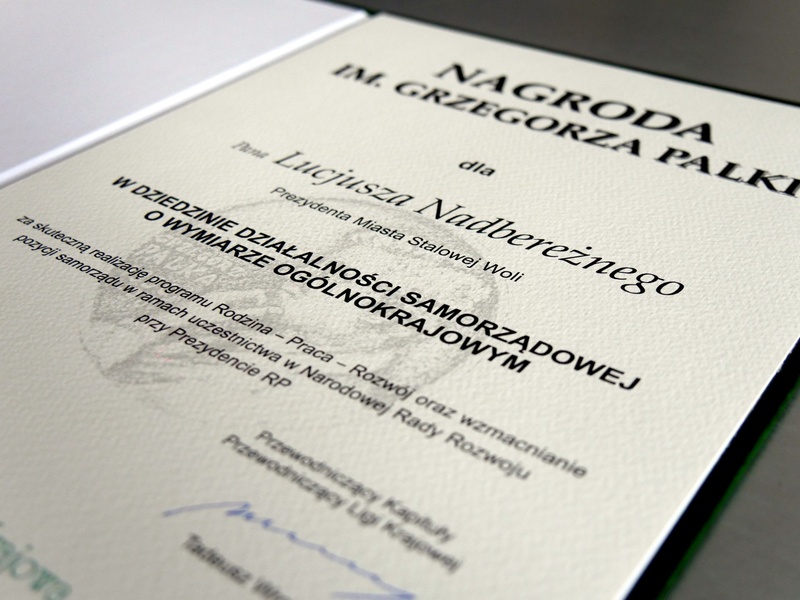 NAGRODA
IM. GRZEGORZA PALKI
dla
Pana Lucjusza Nadbereżnego
Prezydenta Miasta Stalowej Woli
W DZIEDZINIE DZIAŁALNOŚCI SAMORZĄDOWEJ
O WYMIARZE OGÓLNOKRAJOWYM
za skuteczną realizację programu Rodzina – Praca – Rozwój oraz wzmacnianie
pozycji samorządu w ramach uczestnictwa w Narodowej Rady Rozwoju
przy Prezydencie RP
Przewodniczący Kapituły
Przewodniczący Ligi Krajowej
Tadeusz